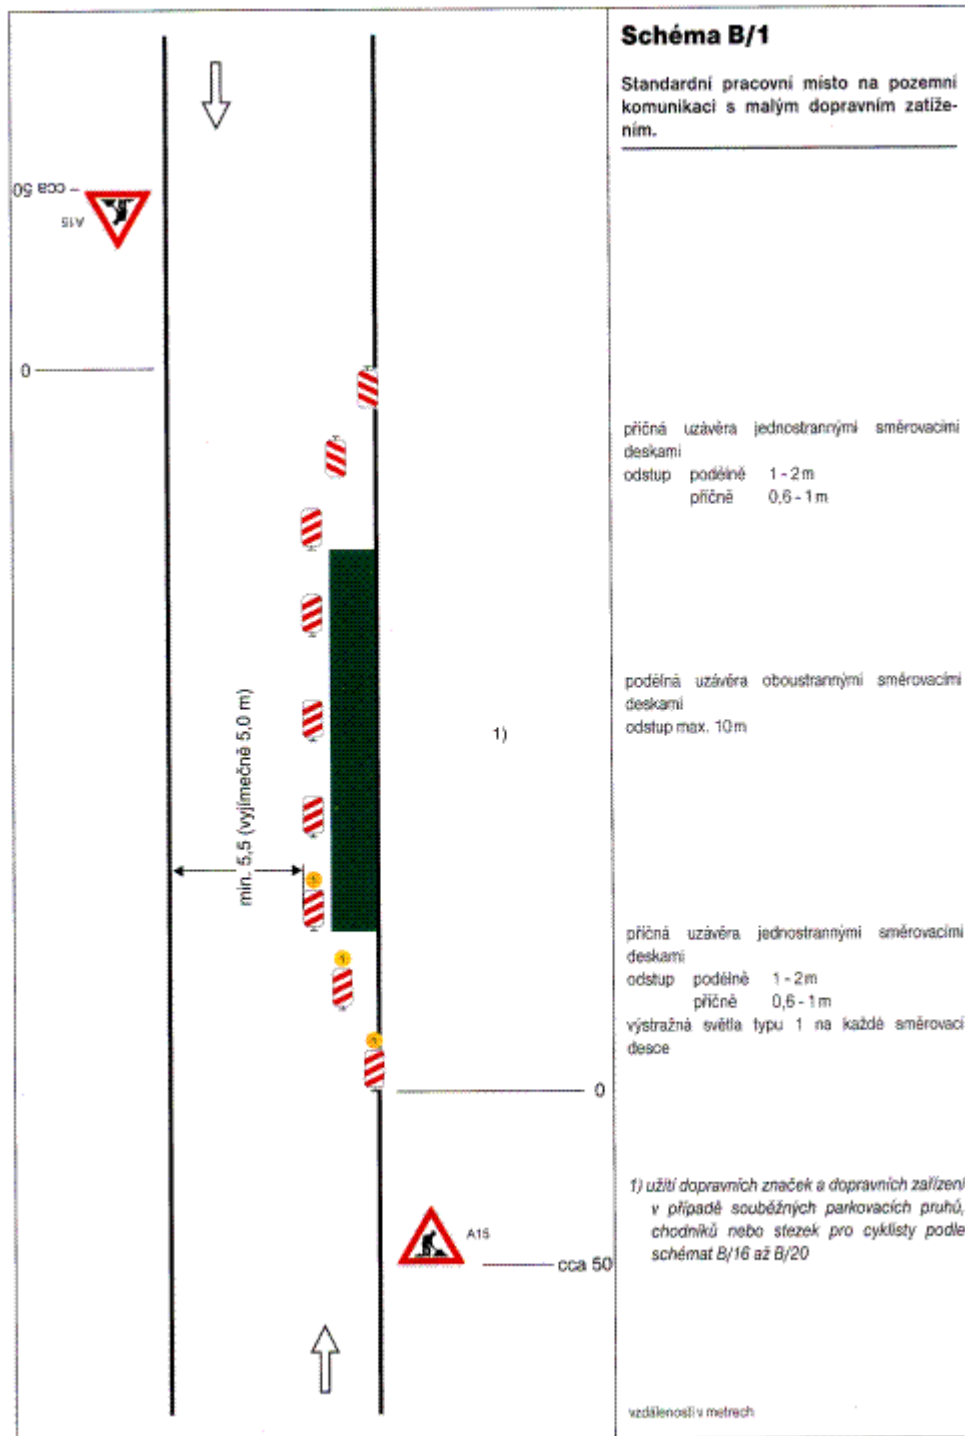 Schéma B/1
Standardní pracovní místo na pozemní
komunikaci s malým dopravním zatíže-
ním.
cca 50
A15
0
příčná uzávěra jednostrannými směrovacími
deskami
odstup podélně 1 - 2 m
příčně 0,6 - 1 m
podélná uzávěra oboustrannými směrovacími
deskami
odstup max. 10 m
1)
min. 5,5 (vyjímečně 5,0 m)
příčná uzávěra jednostrannými směrovacími
deskami
odstup podélně 1 - 2 m
příčně 0,6 - 1 m
výstražná světla typu 1 na každé směrovací
desce
0
1) užití dopravních značek a dopravních zařízení
v případě souběžných parkovacích pruhů,
chodníků nebo stezek pro cyklisty podle
schémat B/16 až B/20
A15
cca 50
vzdálenosti v metrech